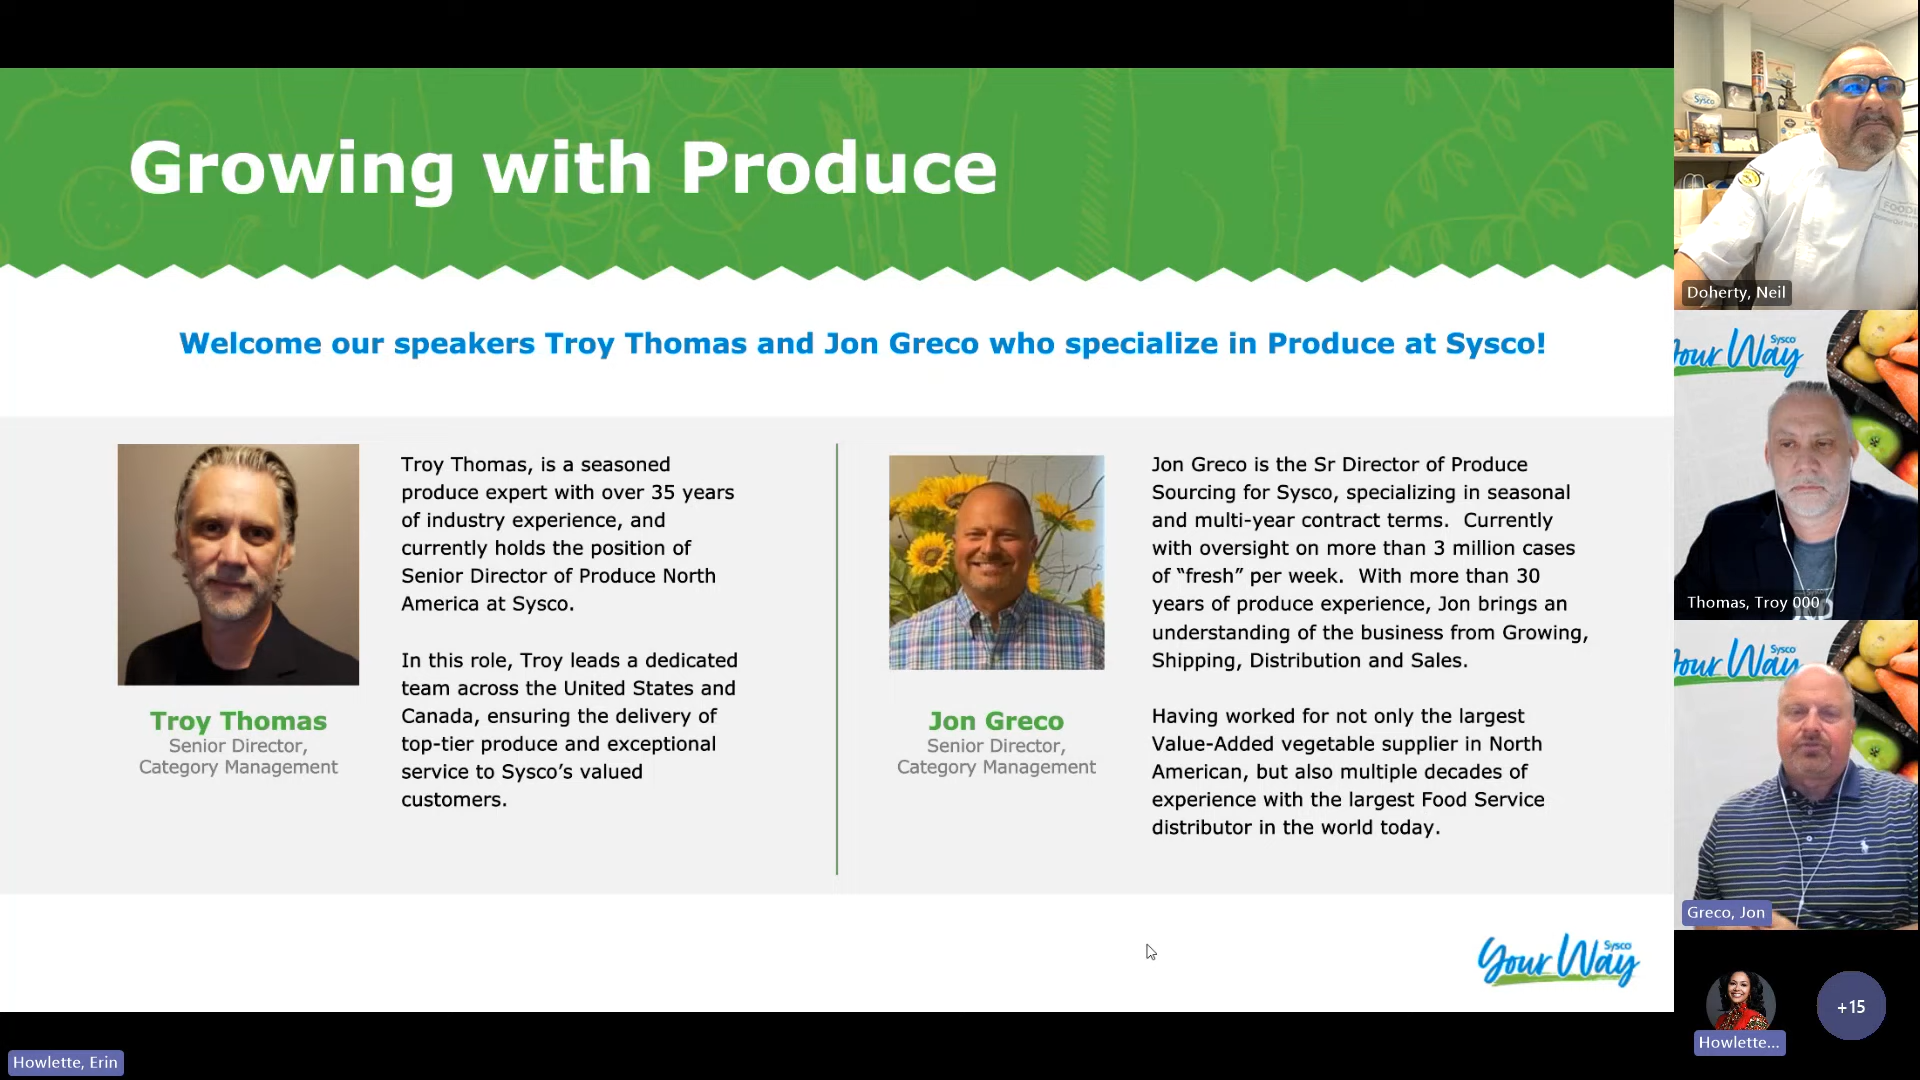 Growing with Produce
Welcome our speakers Troy Thomas and Jon Greco who specialize in Produce at Sysco!
Troy Thomas
Senior Director,
Category Management
Troy Thomas, is a seasoned
produce expert with over 35 years
of industry experience, and
currently holds the position of
Senior Director of Produce North
America at Sysco.
In this role, Troy leads a dedicated
team across the United States and
Canada, ensuring the delivery of
top-tier produce and exceptional
service to Sysco’s valued
customers.
Jon Greco
Senior Director,
Category Management
Jon Greco is the Sr Director of Produce
Sourcing for Sysco, specializing in seasonal
and multi-year contract terms.  Currently
with oversight on more than 3 million cases
of “fresh” per week.  With more than 30
years of produce experience, Jon brings an
understanding of the business from Growing,
Shipping, Distribution and Sales.
Having worked for not only the largest
Value-Added vegetable supplier in North
American, but also multiple decades of
experience with the largest Food Service
distributor in the world today.
Sysco
Your Way
Howlette, Erin
Sysco
Doherty, Neil
Sysco
Your Way
Thomas, Troy 000
Sysco
Your Way
Greco, Jon
Howlette...
+15